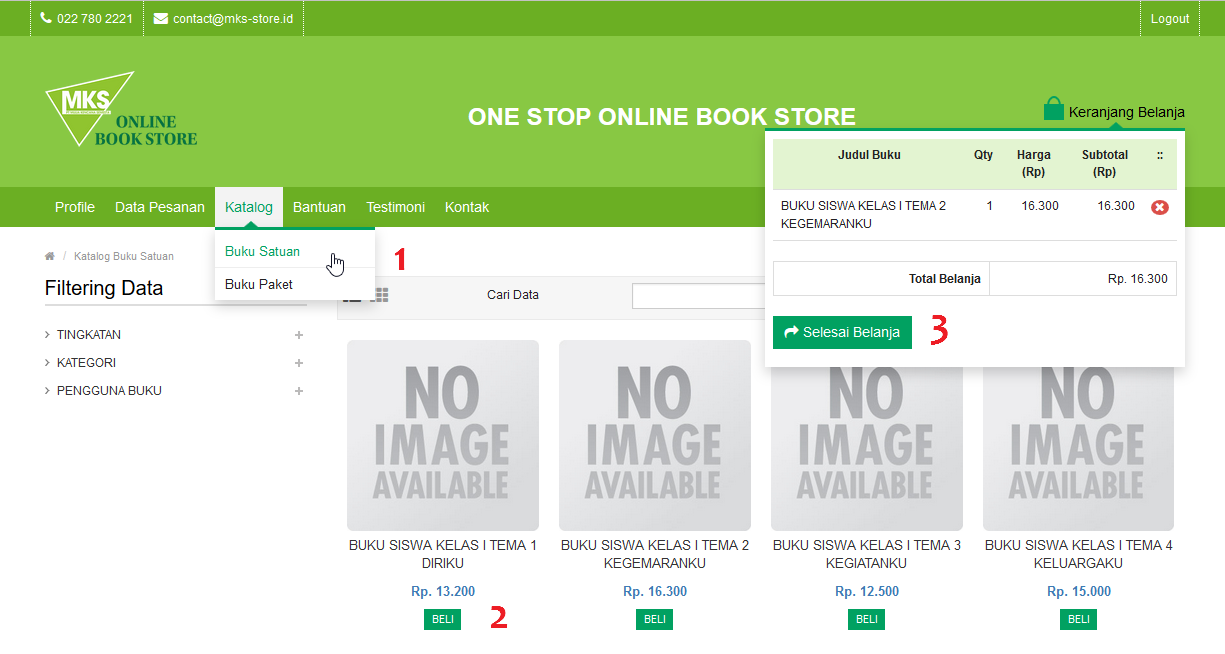 022 780 2221
contact@mks-store.id
Logout
MKS
ONLINE
BOOK STORE
ONE STOP ONLINE BOOK STORE
Keranjang Belanja
Profile
Data Pesanan
Katalog
Bantuan
Testimoni
Kontak
Judul Buku Qty Harga (Rp) Subtotal (Rp) ::
BUKU SISWA KELAS I TEMA 2 1 16.300 16.300
KEGEMARANKU
Total Belanja Rp. 16.300
Selesai Belanja 3
Buku Satuan 1
Buku Paket
/ Katalog Buku Satuan
Filtering Data
Cari Data
TINGKATAN +
KATEGORI +
PENGGUNA BUKU +
NO IMAGE AVAILABLE
NO IMAGE AVAILABLE
NO IMAGE AVAILABLE
NO IMAGE AVAILABLE
BUKU SISWA KELAS I TEMA 1
DIRIKU
Rp. 13.200
BELI 2
BUKU SISWA KELAS I TEMA 2
KEGEMARANKU
Rp. 16.300
BELI
BUKU SISWA KELAS I TEMA 3
KEGIATANKU
Rp. 12.500
BELI
BUKU SISWA KELAS I TEMA 4
KELUARGAKU
Rp. 15.000
BELI